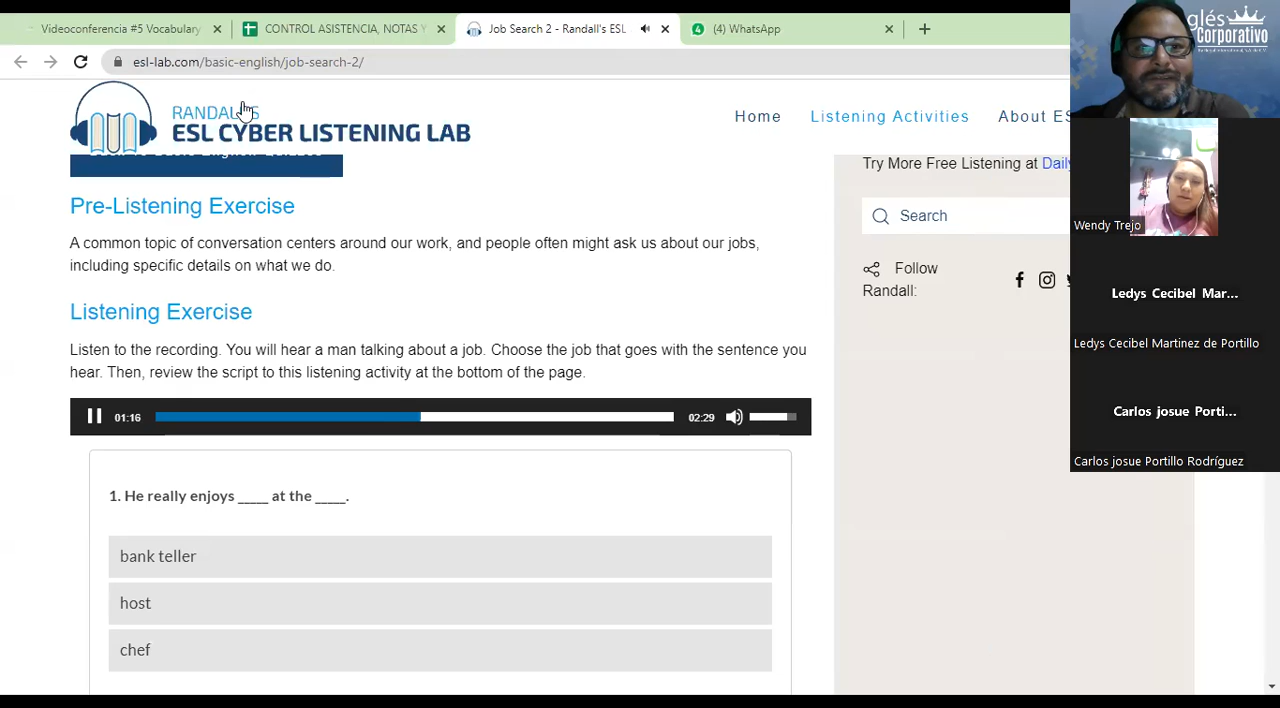 Videoconferencia #5 Vocabulary
CONTROL ASISTENCIA, NOTAS Y
Job Search 2 - Randall's ESL
(4) WhatsApp
esl-lab.com/basic-english/job-search-2/
glés
Corporativo
RANDALL'S
ESL CYBER LISTENING LAB
Home
Listening Activities
About ES
Try More Free Listening at Daily
Pre-Listening Exercise
Search
A common topic of conversation centers around our work, and people often might ask us about our jobs,
including specific details on what we do.
Follow
Randall:
Listening Exercise
Listen to the recording. You will hear a man talking about a job. Choose the job that goes with the sentence you
hear. Then, review the script to this listening activity at the bottom of the page.
01:16
02:29
1. He really enjoys _____ at the _____.
bank teller
host
chef
Wendy Trejo
Ledys Cecibel Mar...
Ledys Cecibel Martinez de Portillo
Carlos josue Porti...
Carlos josue Portillo Rodríguez